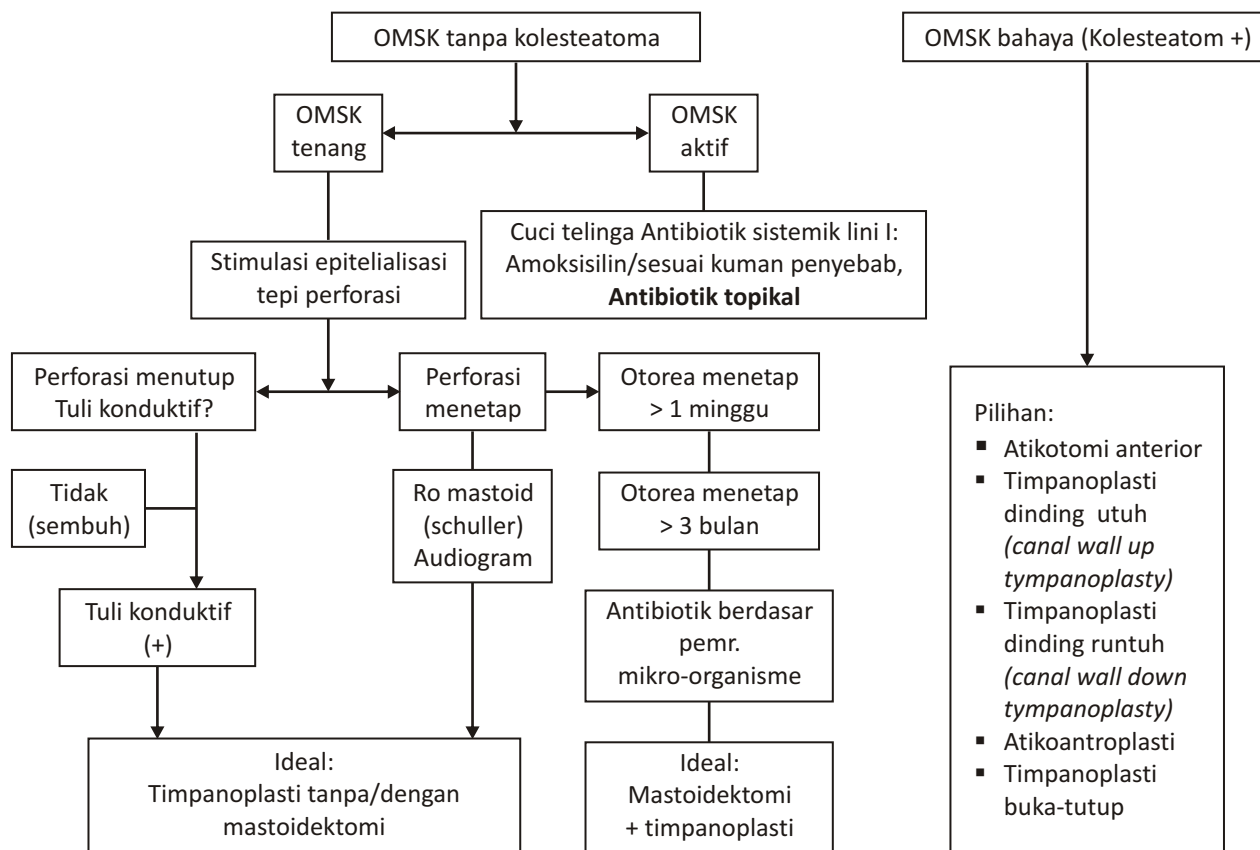 OMSK tanpa kolesteatoma
OMSK bahaya (Kolesteatom +)
OMSK
tenang
OMSK
aktif
Cuci telinga Antibiotik sistemik lini I:
Amoksisilin/sesuai kuman penyebab,
Antibiotik topikal
Stimulasi epitelialisasi
tepi perforasi
Perforasi menutup
Tuli konduktif?
Perforasi
menetap
Otorea menetap
> 1 minggu
Tidak
(sembuh)
Ro mastoid
(schuller)
Audiogram
Otorea menetap
> 3 bulan
Tuli konduktif
(+)
Antibiotik berdasar
pemr.
mikro-organisme
Ideal:
Timpanoplasti tanpa/dengan
mastoidektomi
Ideal:
Mastoidektomi
+ timpanoplasti
Pilihan:
▪ Atikotomi anterior
▪ Timpanoplasti
dinding utuh
(canal wall up
tympanoplasty)
▪ Timpanoplasti
dinding runtuh
(canal wall down
tympanoplasty)
▪ Atikoantroplasti
▪ Timpanoplasti
buka-tutup